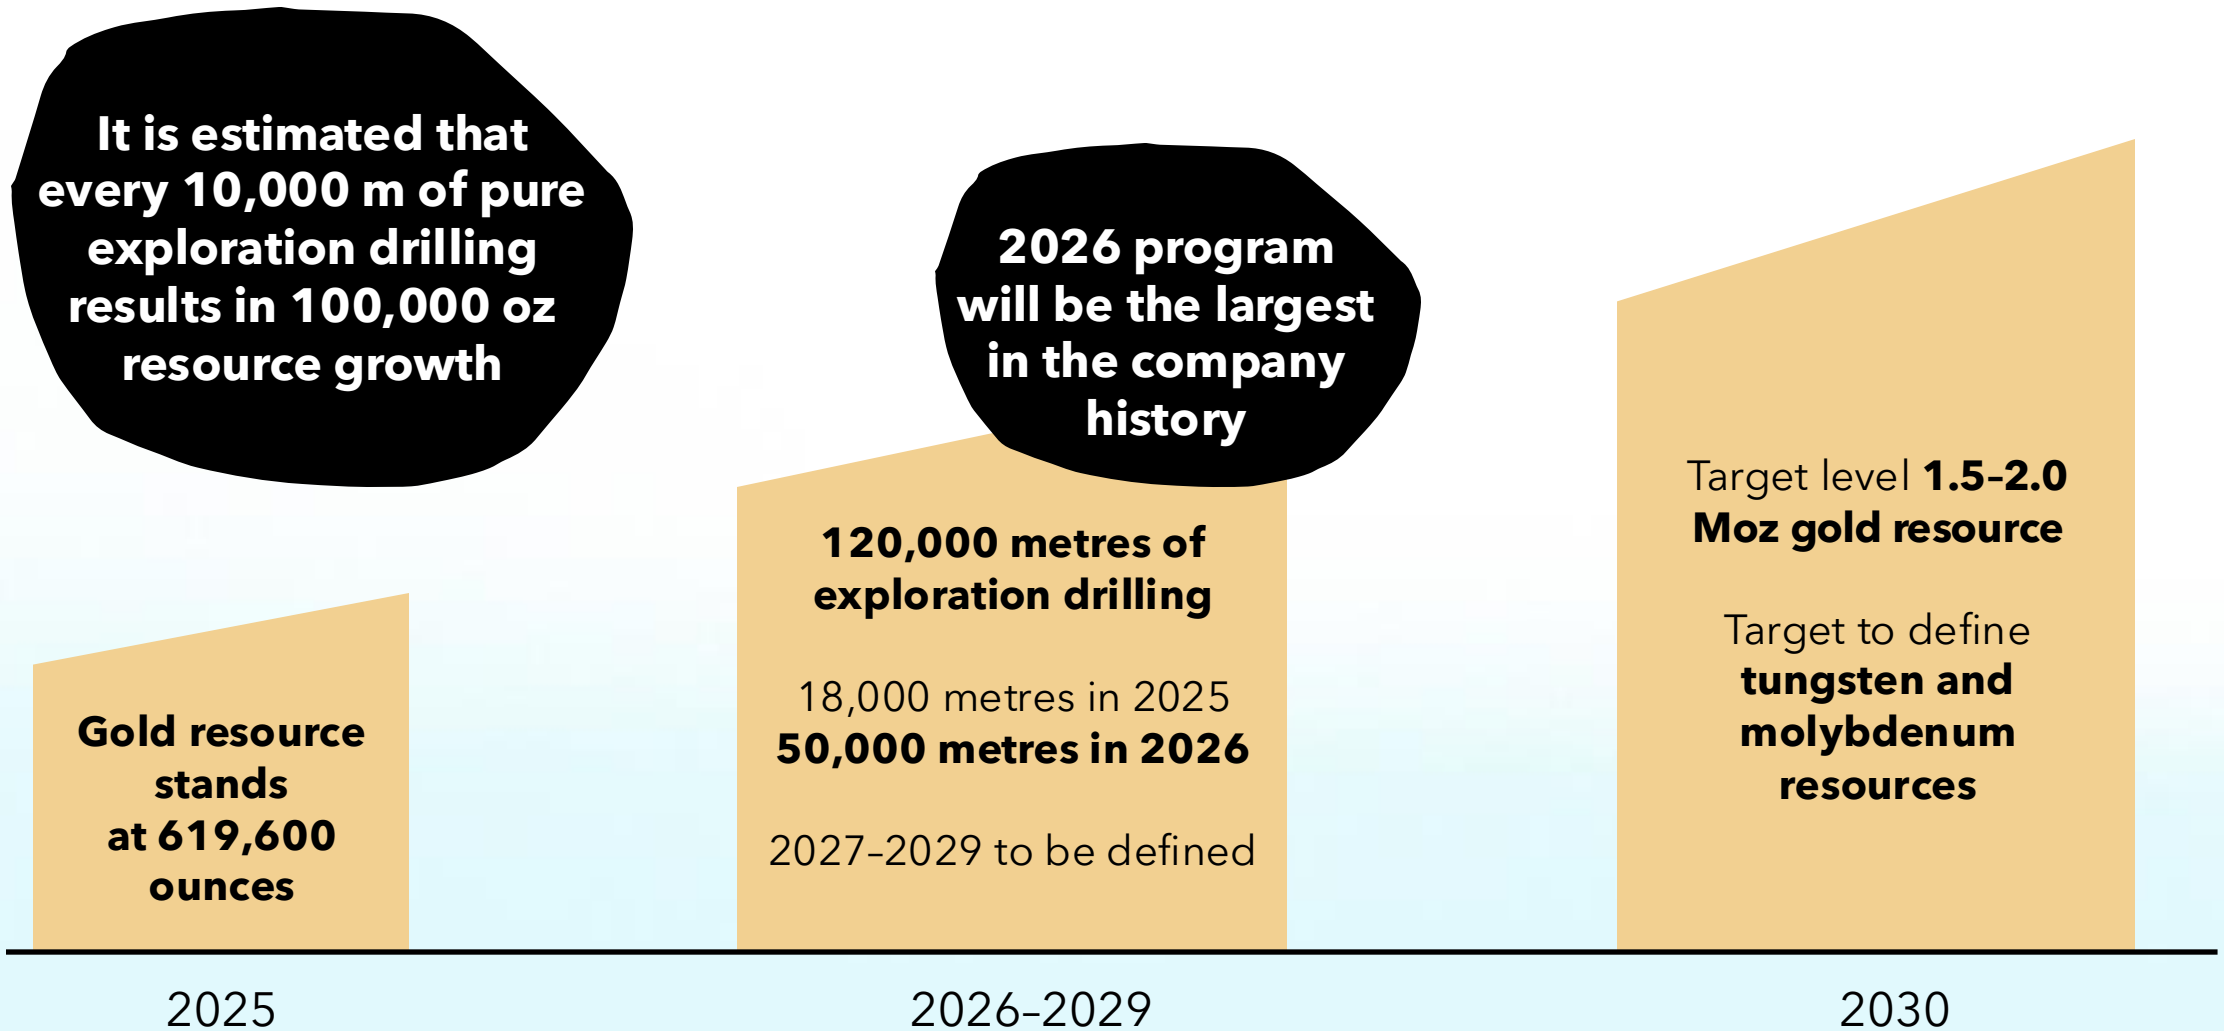 It is estimated that
every 10,000 m of pure
exploration drilling
results in 100,000 oz
resource growth
2026 program
will be the largest
in the company
history
Gold resource
stands
at 619,600
ounces
120,000 metres of
exploration drilling
18,000 metres in 2025
50,000 metres in 2026
2027–2029 to be defined
Target level 1.5–2.0
Moz gold resource
Target to define
tungsten and
molybdenum
resources
2025
2026–2029
2030